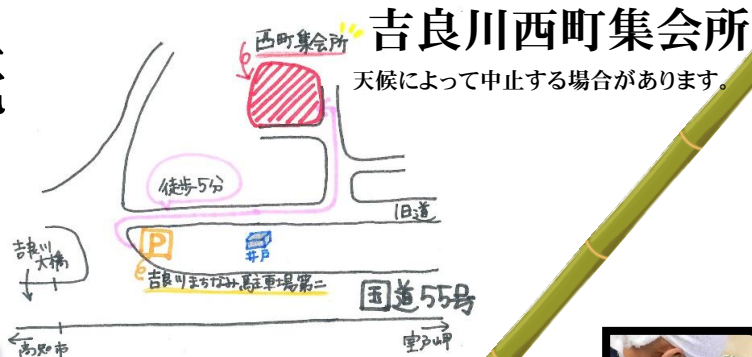 吉良川西町集会所
天候によって中止する場合があります。
西町集会所
徒歩5分
旧道
P
井戸
吉良川まちなみ駐車場第二
吉良川
大橋
国道55号
高知市
室戸岬